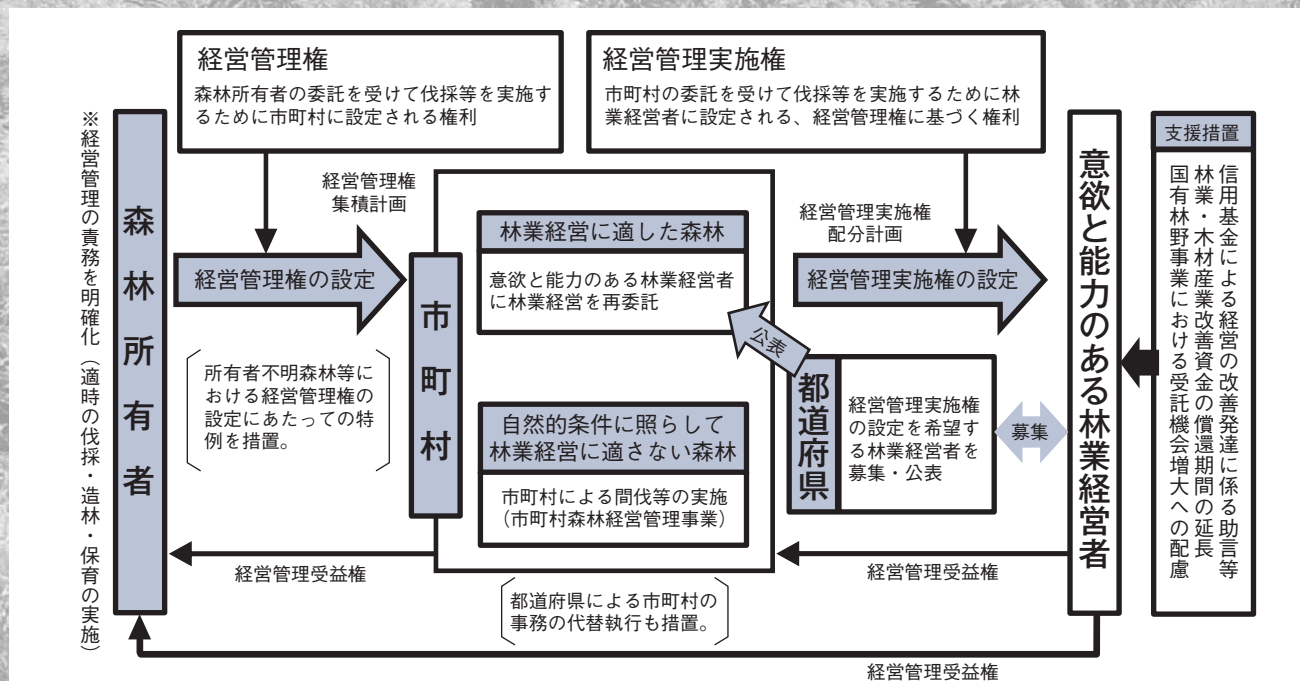 経営管理権
森林所有者の委託を受けて伐採等を実施す
るために市町村に設定される権利
経営管理実施権
市町村の委託を受けて伐採等を実施するために林
業経営者に設定される、経営管理権に基づく権利
※経営管理の責務を明確化（適時の伐採・造林・保育の実施）
森林所有者
経営管理権の設定
経営管理権
集積計画
所有者不明森林等に
おける経営管理権の
設定にあたっての特
例を措置。
市町村
林業経営に適した森林
意欲と能力のある林業経営者
に林業経営を再委託
自然的条件に照らして
林業経営に適さない森林
市町村による間伐等の実施
（市町村森林経営管理事業）
経営管理実施権
配分計画
経営管理実施権の設定
公表
都道府県
経営管理実施権
の設定を希望す
る林業経営者を
募集・公表
募集
意欲と能力のある林業経営者
支援措置
信用基金による経営の改善発達に係る助言等
林業・木材産業改善資金の償還期間の延長
国有林野事業における受託機会増大への配慮
経営管理受益権
経営管理受益権
都道府県による市町村の
事務の代替執行も措置。
経営管理受益権